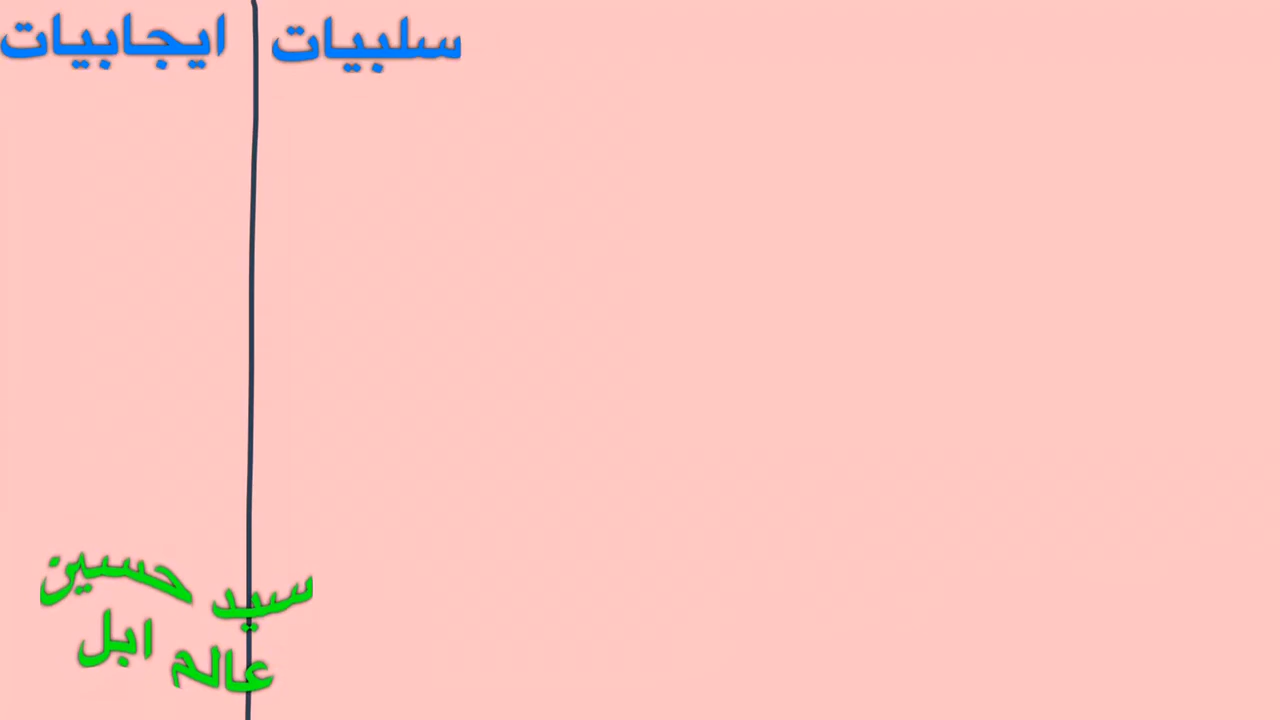 سلبيات
ايجابيات
سيد حسين
عالم ابل